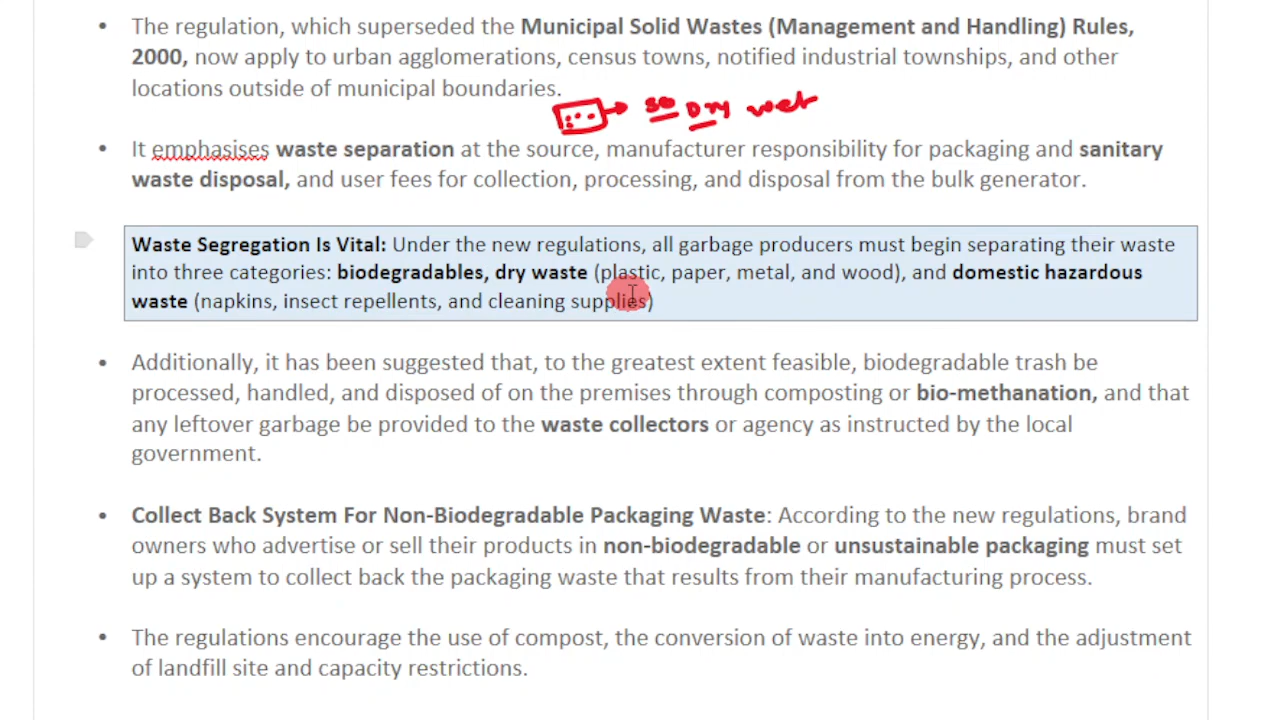 • The regulation, which superseded the Municipal Solid Wastes (Management and Handling) Rules,
2000, now apply to urban agglomerations, census towns, notified industrial townships, and other
locations outside of municipal boundaries.
Dry wet
• It emphasises waste separation at the source, manufacturer responsibility for packaging and sanitary
waste disposal, and user fees for collection, processing, and disposal from the bulk generator.
Waste Segregation Is Vital: Under the new regulations, all garbage producers must begin separating their waste
into three categories: biodegradables, dry waste (plastic, paper, metal, and wood), and domestic hazardous
waste (napkins, insect repellents, and cleaning supplies)
• Additionally, it has been suggested that, to the greatest extent feasible, biodegradable trash be
processed, handled, and disposed of on the premises through composting or bio-methanation, and that
any leftover garbage be provided to the waste collectors or agency as instructed by the local
government.
• Collect Back System For Non-Biodegradable Packaging Waste: According to the new regulations, brand
owners who advertise or sell their products in non-biodegradable or unsustainable packaging must set
up a system to collect back the packaging waste that results from their manufacturing process.
• The regulations encourage the use of compost, the conversion of waste into energy, and the adjustment
of landfill site and capacity restrictions.